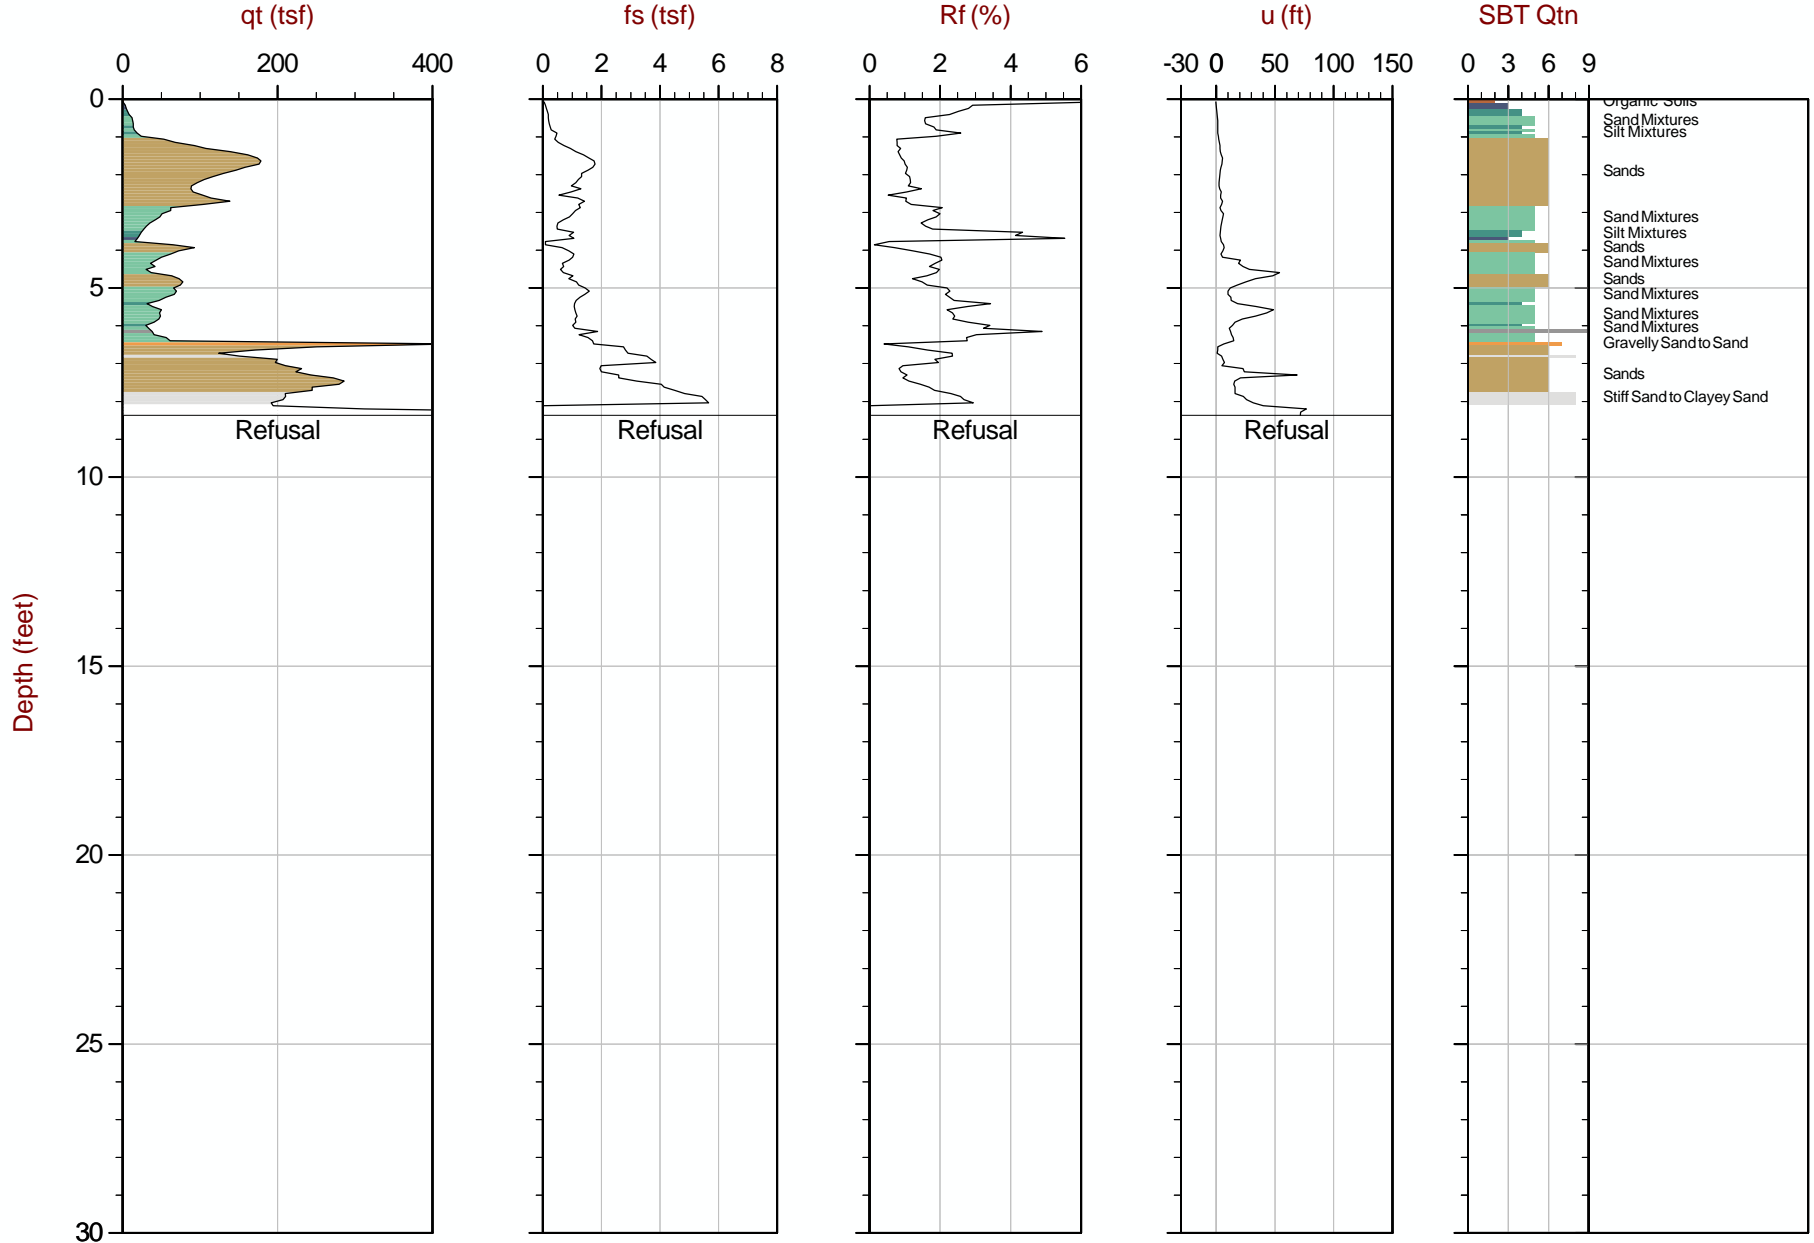 qt (tsf) fs (tsf) Rf (%) u (ft) SBT Qtn
0 200 400 0 2 4 6 8 0 2 4 6 -30 0 50 100 150 0 3 6 9
0
Organic Soils
Sand Mixtures
Silt Mixtures
Sands
Sand Mixtures
Silt Mixtures
Sands
Sand Mixtures
Sands
5
Sand Mixtures
Sand Mixtures
Sand Mixtures
Gravelly Sand to Sand
Sands
Stiff Sand to Clayey Sand
Refusal Refusal Refusal Refusal
10
15
Depth (feet)
20
25
30